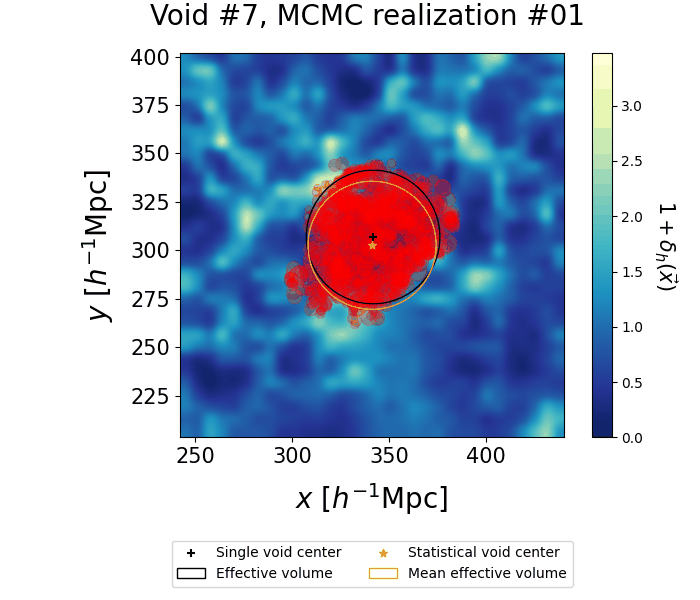 Void #7, MCMC realization #01
400
375
350
325
300
275
250
225
y [h⁻¹Mpc]
250 300 350 400
x [h⁻¹Mpc]
3.0
2.5
2.0
1.5
1.0
0.5
0.0
1 + δₕ(x⃗)
Single void center
Effective volume
Statistical void center
Mean effective volume